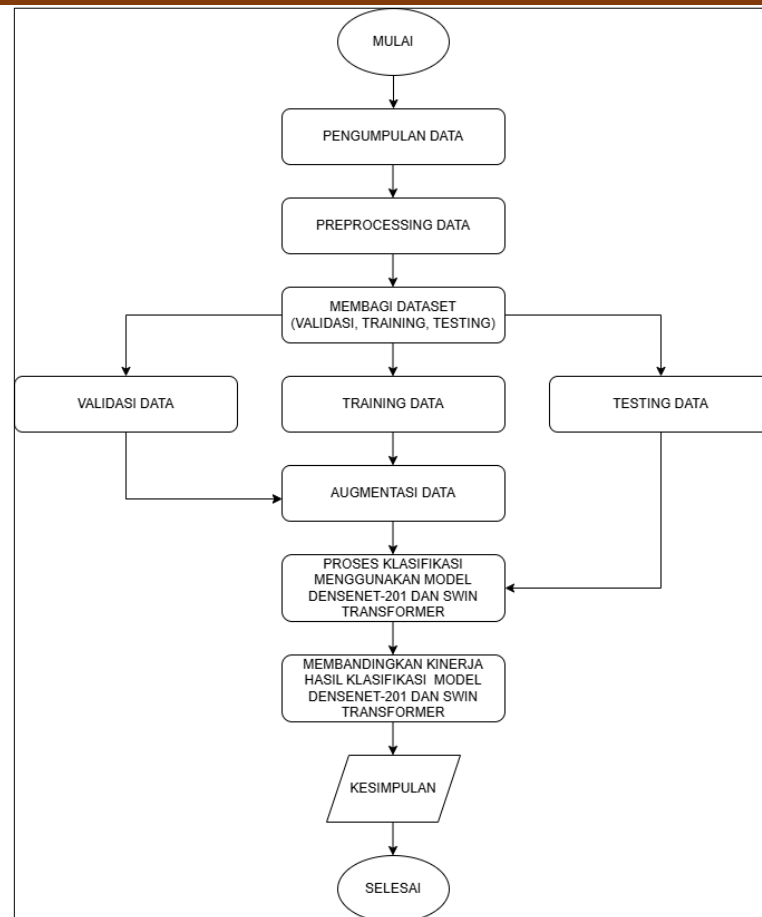 MULAI
PENGUMPULAN DATA
PREPROCESSING DATA
MEMBAGI DATASET
(VALIDASI, TRAINING, TESTING)
VALIDASI DATA
TRAINING DATA
TESTING DATA
AUGMENTASI DATA
PROSES KLASIFIKASI
MENGGUNAKAN MODEL
DENSENET-201 DAN SWIN
TRANSFORMER
MEMBANDINGKAN KINERJA
HASIL KLASIFIKASI MODEL
DENSENET-201 DAN SWIN
TRANSFORMER
KESIMPULAN
SELESAI